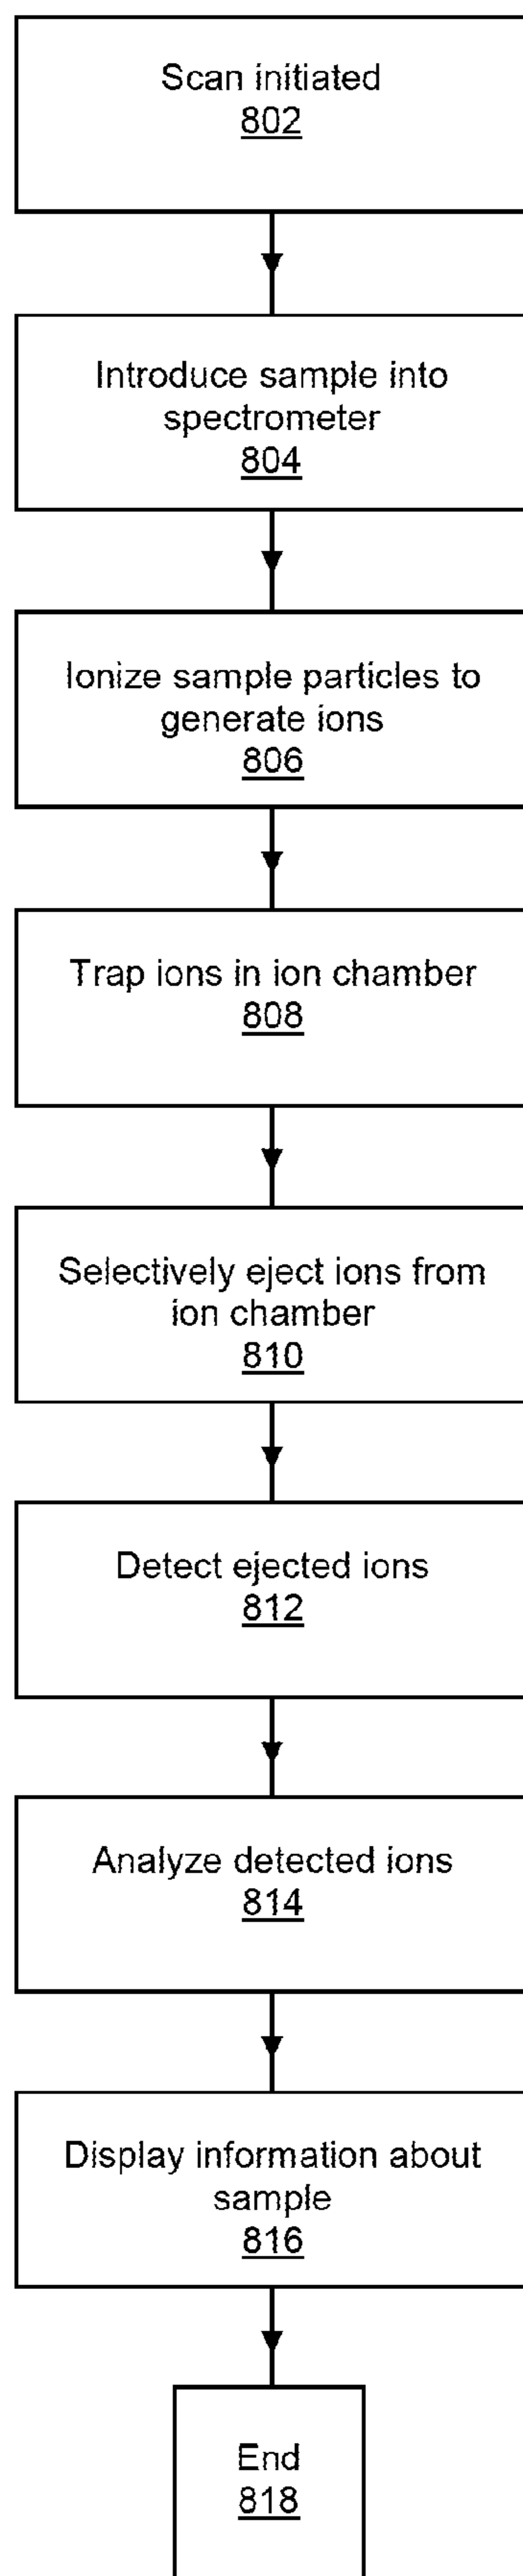 Scan initiated
802
Introduce sample into
spectrometer
804
Ionize sample particles to
generate ions
806
Trap ions in ion chamber
808
Selectively eject ions from
ion chamber
810
Detect ejected ions
812
Analyze detected ions
814
Display information about
sample
816
End
818